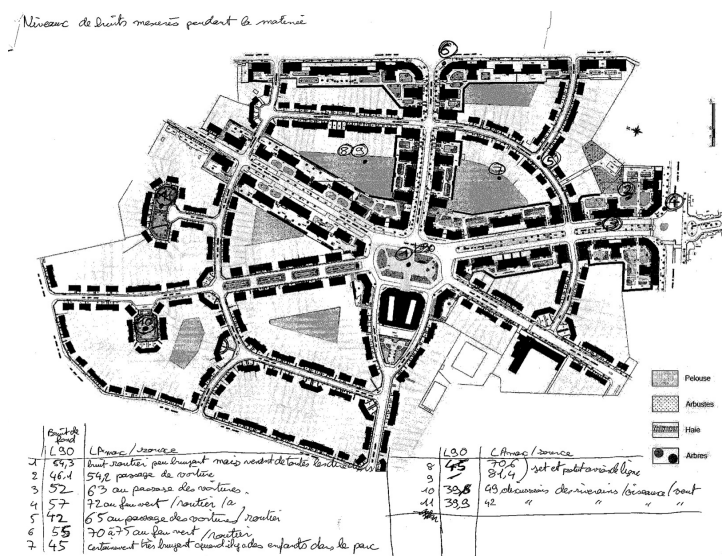 Niveaux de bruits mesurés pendant la matinée
Pelouse
Arbustes
Haie
Arbres
Bruit de fond
L90 LAmax/source
1 54,3 bruit routier peu bruyant mais venant de toutes les directions
2 46,1 54,2 passage de voiture
3 52 63 au passage des voitures.
4 57 72 au feu vert / routier /a
5 42 65 au passage des voitures / routier
6 55 70 à 75 au feu vert / routier
7 45 certainement très bruyant quand il y a des enfants dans le parc
L90 LAmax/source
8 45 70,6
9 81,4 jet et petit avion de ligne
10 39,8 49 discussions des riverains / oiseaux / vent
11 39,9 42 " " "